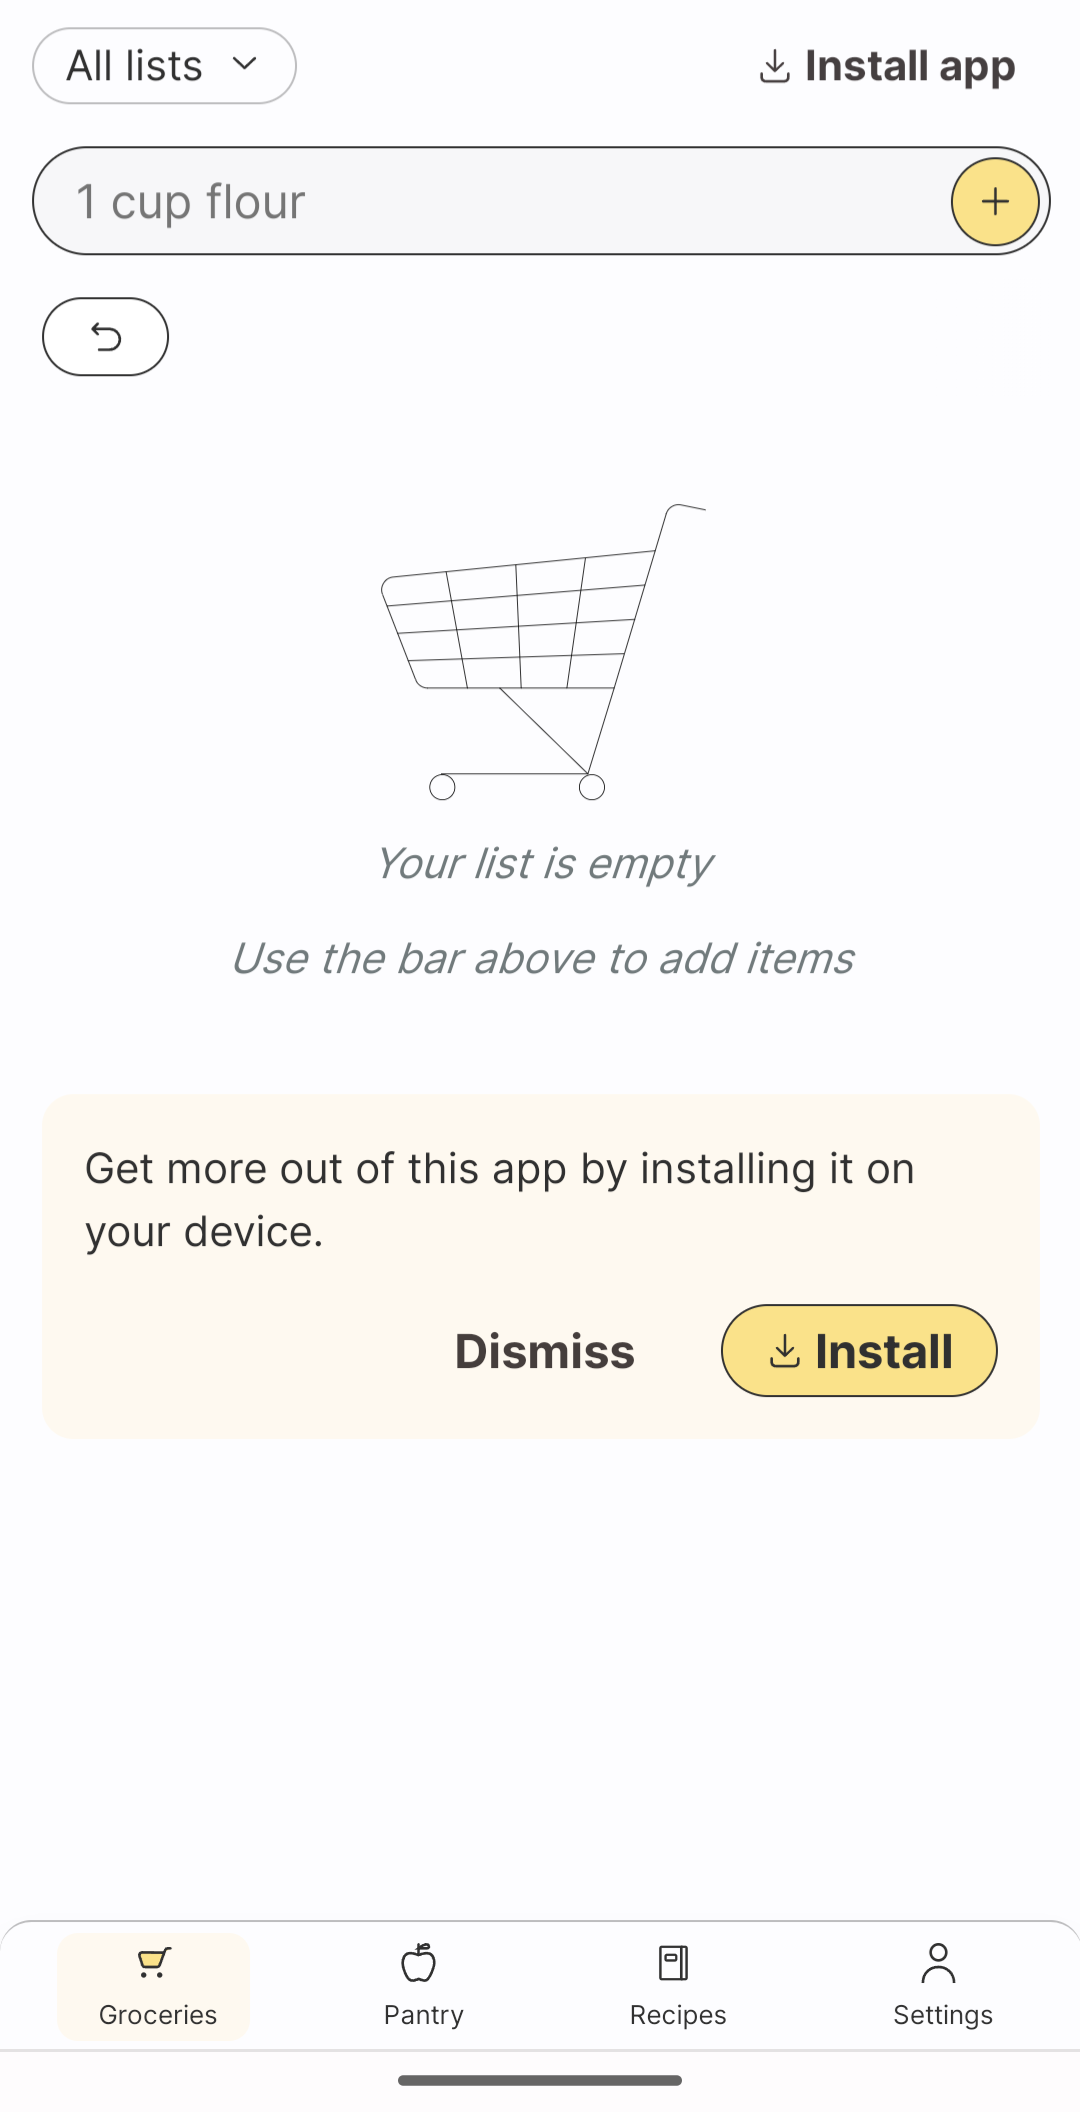 All lists
Install app
1 cup flour
Your list is empty
Use the bar above to add items
Get more out of this app by installing it on
your device.
Dismiss
Install
Groceries
Pantry
Recipes
Settings